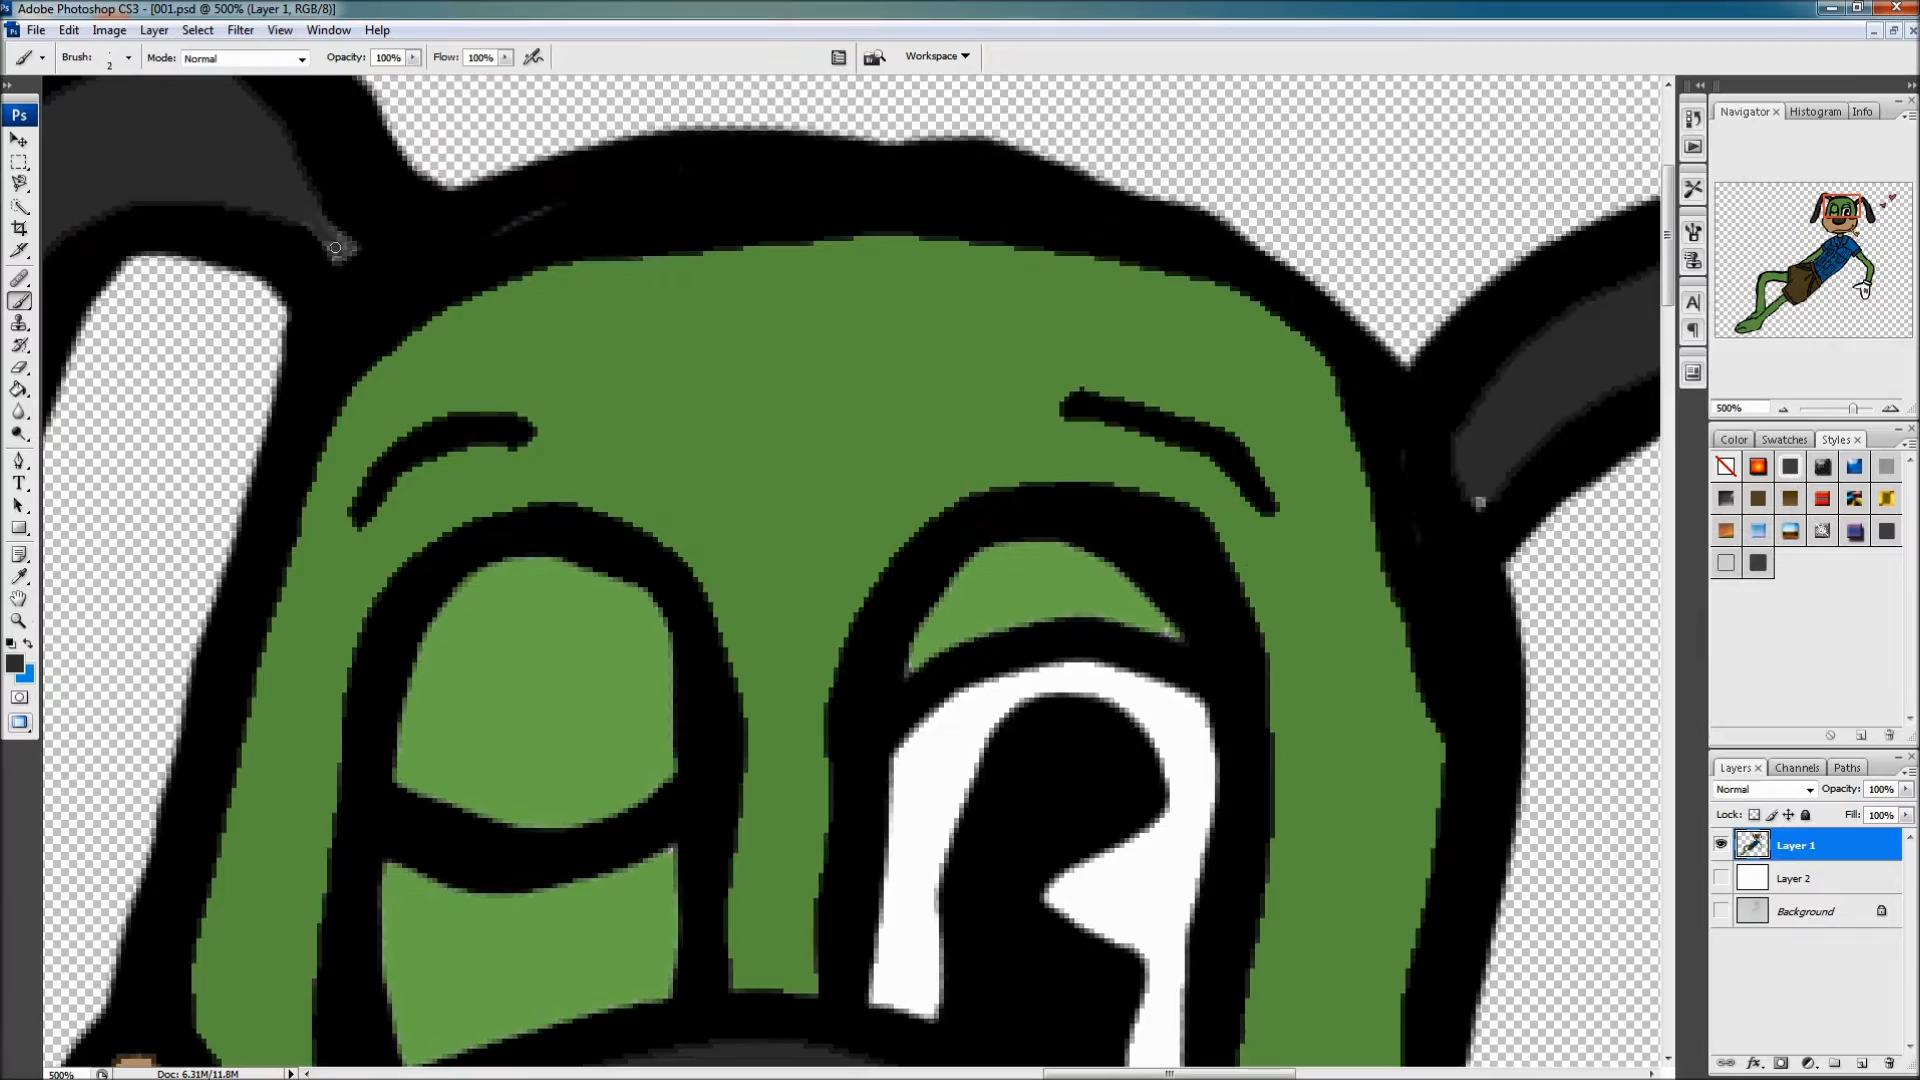 Adobe Photoshop CS3 - [001.psd @ 500% (Layer 1, RGB/8)]
File Edit Image Layer Select Filter View Window Help
Brush: 2 Mode: Normal Opacity: 100% Flow: 100% Workspace
Ps
Navigator Histogram Info
500%
Color Swatches Styles
Layers Channels Paths
Normal Opacity: 100%
Lock: Fill: 100%
Layer 1
Layer 2
Background
500% Doc: 6.31M/11.8M